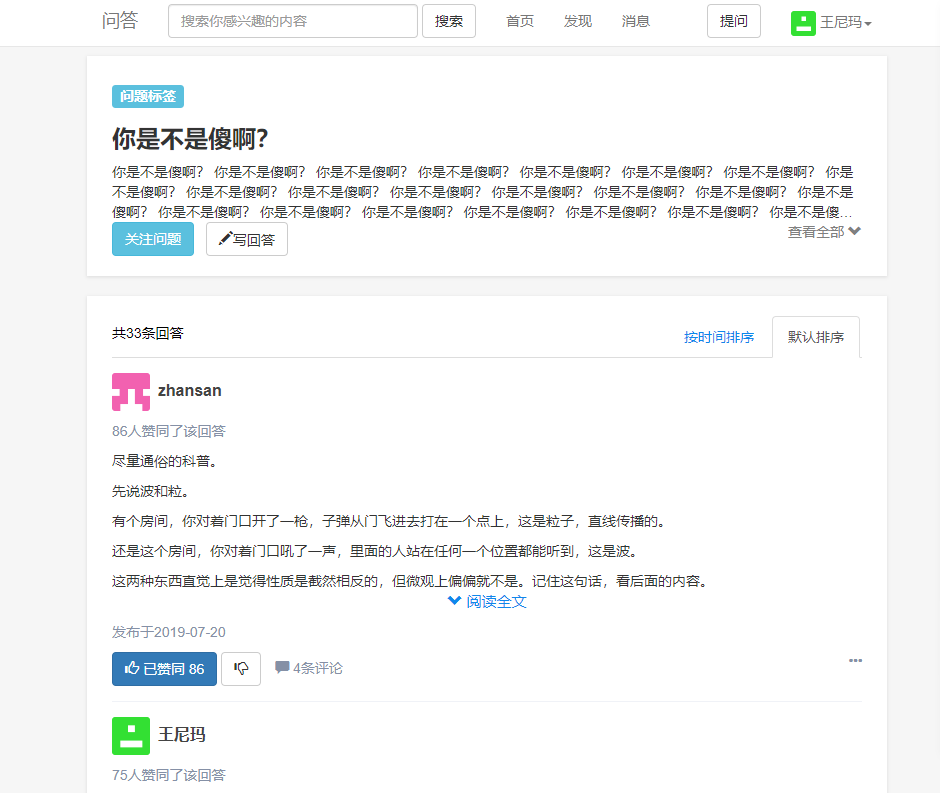 问答 搜索你感兴趣的内容 搜索 首页 发现 消息 提问 王尼玛
问题标签
你是不是傻啊?
你是不是傻啊? 你是不是傻啊? 你是不是傻啊? 你是不是傻啊? 你是不是傻啊? 你是不是傻啊? 你是不是傻啊? 你是
不是傻啊? 你是不是傻啊? 你是不是傻啊? 你是不是傻啊? 你是不是傻啊? 你是不是傻啊? 你是不是傻啊? 你是不是
傻啊? 你是不是傻啊? 你是不是傻啊? 你是不是傻啊? 你是不是傻啊? 你是不是傻啊? 你是不是傻啊? 你是不是傻...
关注问题 写回答 查看全部
共33条回答 按时间排序 默认排序
zhansan
86人赞同了该回答
尽量通俗的科普。
先说波和粒。
有个房间，你对着门口开了一枪，子弹从门飞进去打在一个点上，这是粒子，直线传播的。
还是这个房间，你对着门口吼了一声，里面的人站在任何一个位置都能听到，这是波。
这两种东西直觉上是觉得性质是截然相反的，但微观上偏偏就不是。记住这句话，看后面的内容。
阅读全文
发布于2019-07-20
已赞同 86 4条评论
王尼玛
75人赞同了该回答